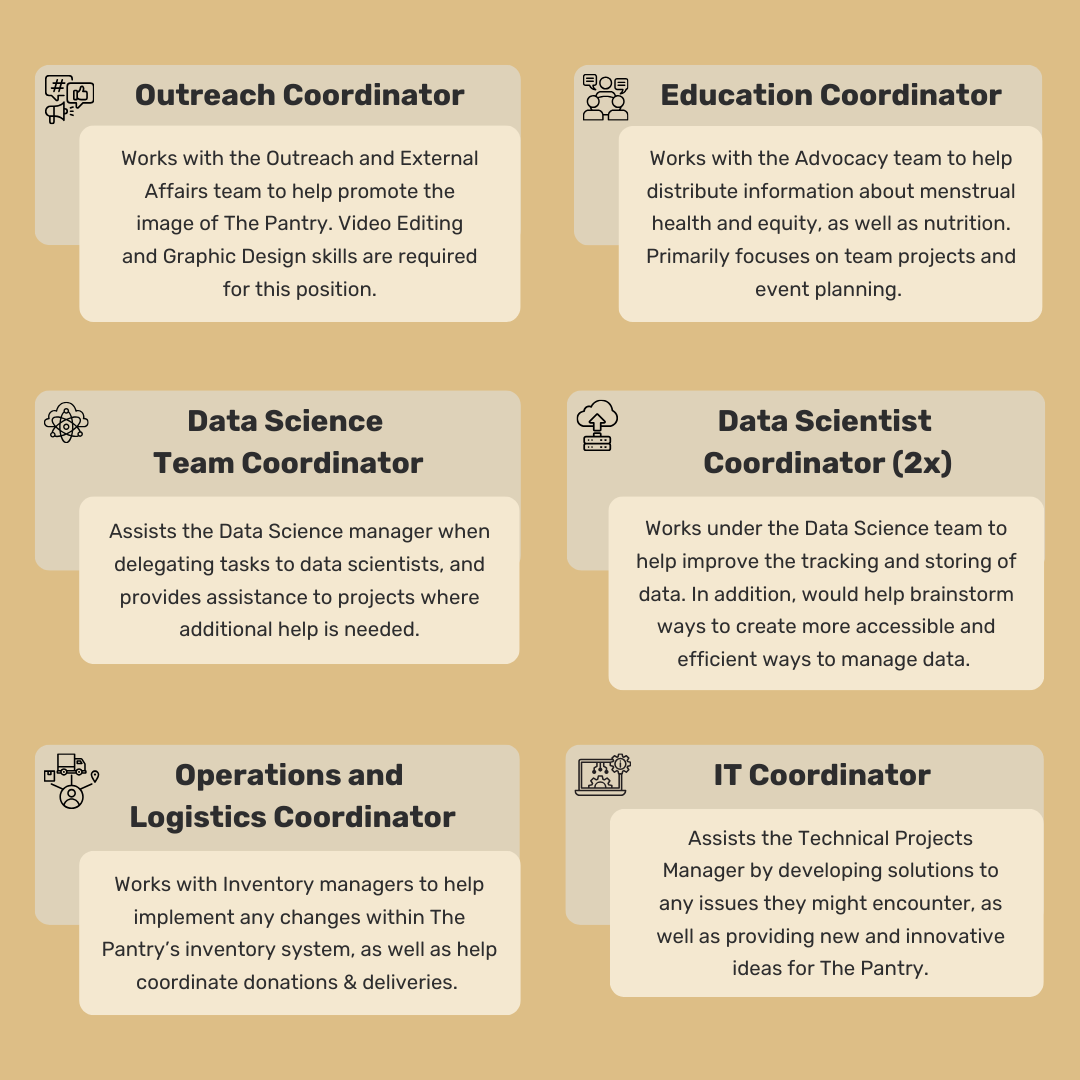 #
Outreach Coordinator
Works with the Outreach and External
Affairs team to help promote the
image of The Pantry. Video Editing
and Graphic Design skills are required
for this position.
Education Coordinator
Works with the Advocacy team to help
distribute information about menstrual
health and equity, as well as nutrition.
Primarily focuses on team projects and
event planning.
Data Science
Team Coordinator
Assists the Data Science manager when
delegating tasks to data scientists, and
provides assistance to projects where
additional help is needed.
Data Scientist
Coordinator (2x)
Works under the Data Science team to
help improve the tracking and storing of
data. In addition, would help brainstorm
ways to create more accessible and
efficient ways to manage data.
Operations and
Logistics Coordinator
Works with Inventory managers to help
implement any changes within The
Pantry’s inventory system, as well as help
coordinate donations & deliveries.
IT Coordinator
Assists the Technical Projects
Manager by developing solutions to
any issues they might encounter, as
well as providing new and innovative
ideas for The Pantry.